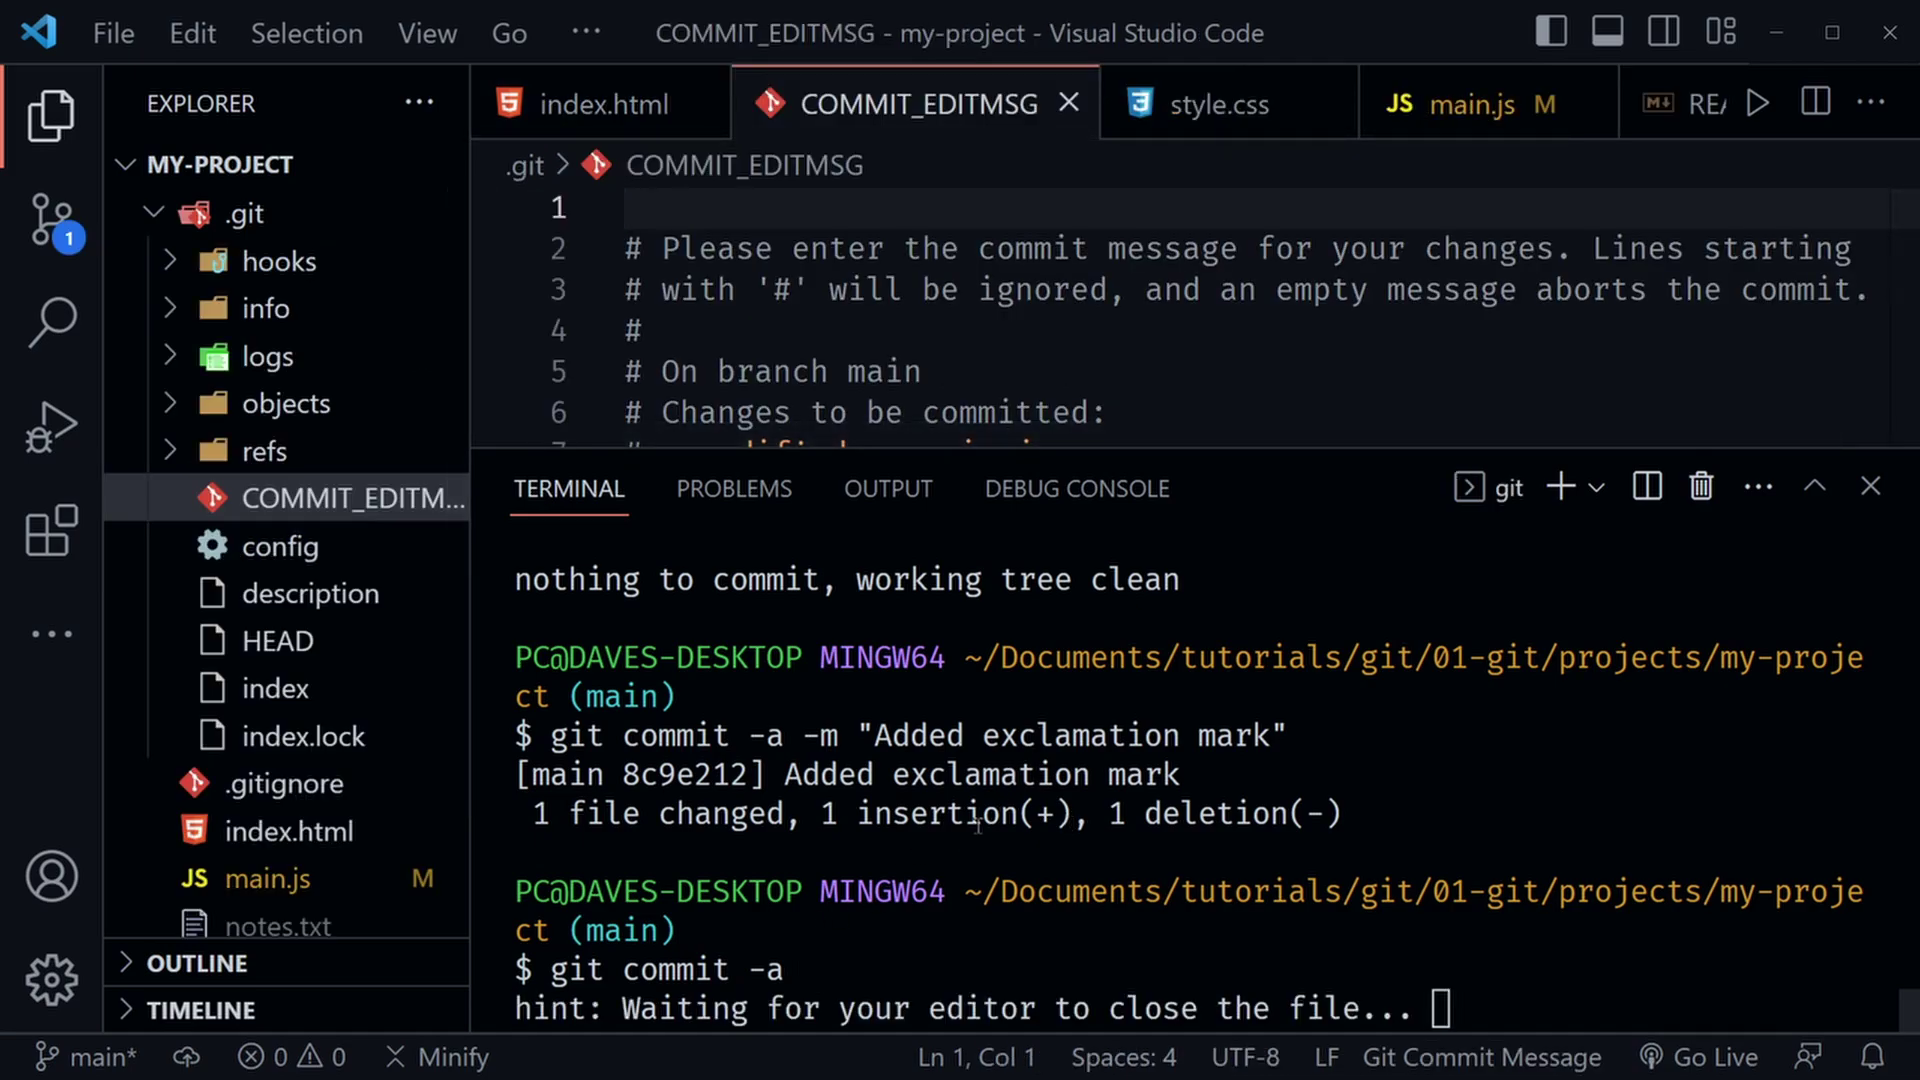 File Edit Selection View Go ··· COMMIT_EDITMSG - my-project - Visual Studio Code
EXPLORER ···
index.html
COMMIT_EDITMSG
style.css
JS main.js M
MY-PROJECT
.git
hooks
info
logs
objects
refs
COMMIT_EDITM...
config
description
HEAD
index
index.lock
.gitignore
index.html
JS main.js M
notes.txt
OUTLINE
TIMELINE
1
.git > COMMIT_EDITMSG
1
2 # Please enter the commit message for your changes. Lines starting
3 # with '#' will be ignored, and an empty message aborts the commit.
4 #
5 # On branch main
6 # Changes to be committed:
TERMINAL PROBLEMS OUTPUT DEBUG CONSOLE git
nothing to commit, working tree clean
PC@DAVES-DESKTOP MINGW64 ~/Documents/tutorials/git/01-git/projects/my-proje
ct (main)
$ git commit -a -m "Added exclamation mark"
[main 8c9e212] Added exclamation mark
1 file changed, 1 insertion(+), 1 deletion(-)
PC@DAVES-DESKTOP MINGW64 ~/Documents/tutorials/git/01-git/projects/my-proje
ct (main)
$ git commit -a
hint: Waiting for your editor to close the file...
main* 0 0 Minify Ln 1, Col 1 Spaces: 4 UTF-8 LF Git Commit Message Go Live